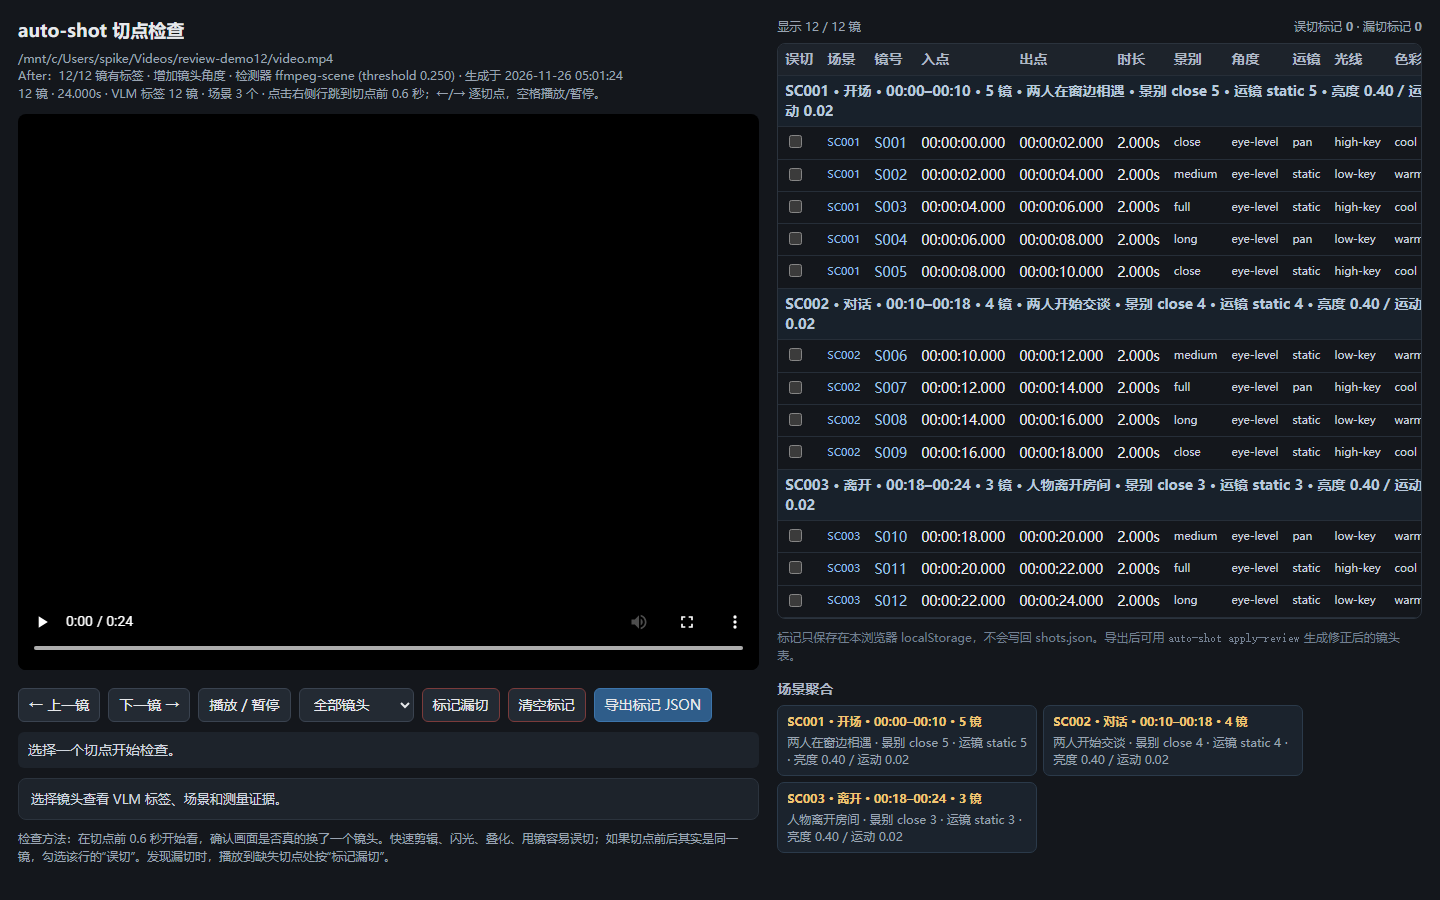 auto-shot 切点检查
/mnt/c/Users/spike/Videos/review-demo12/video.mp4
After：12/12 镜有标签 · 增加镜头角度 · 检测器 ffmpeg-scene (threshold 0.250) · 生成于 2026-11-26 05:01:24
12 镜 · 24.000s · VLM 标签 12 镜 · 场景 3 个 · 点击右侧行跳到切点前 0.6 秒；←/→ 逐切点，空格播放/暂停。
0:00 / 0:24
← 上一镜 下一镜 → 播放 / 暂停 全部镜头 标记漏切 清空标记 导出标记 JSON
选择一个切点开始检查。
选择镜头查看 VLM 标签、场景和测量证据。
检查方法：在切点前 0.6 秒开始看，确认画面是否真的换了一个镜头。快速剪辑、闪光、叠化、甩镜容易误切；如果切点前后其实是同一
镜，勾选该行的“误切”。发现漏切时，播放到缺失切点处按“标记漏切”。
显示 12 / 12 镜 误切标记 0 · 漏切标记 0
误切 场景 镜号 入点 出点 时长 景别 角度 运镜 光线 色彩
SC001 • 开场 • 00:00–00:10 • 5 镜 • 两人在窗边相遇 • 景别 close 5 • 运镜 static 5 • 亮度 0.40 / 运
动 0.02
SC001 S001 00:00:00.000 00:00:02.000 2.000s close eye-level pan high-key cool
SC001 S002 00:00:02.000 00:00:04.000 2.000s medium eye-level static low-key warm
SC001 S003 00:00:04.000 00:00:06.000 2.000s full eye-level static high-key cool
SC001 S004 00:00:06.000 00:00:08.000 2.000s long eye-level pan low-key warm
SC001 S005 00:00:08.000 00:00:10.000 2.000s close eye-level static high-key cool
SC002 • 对话 • 00:10–00:18 • 4 镜 • 两人开始交谈 • 景别 close 4 • 运镜 static 4 • 亮度 0.40 / 运动
0.02
SC002 S006 00:00:10.000 00:00:12.000 2.000s medium eye-level static low-key warm
SC002 S007 00:00:12.000 00:00:14.000 2.000s full eye-level pan high-key cool
SC002 S008 00:00:14.000 00:00:16.000 2.000s long eye-level static low-key warm
SC002 S009 00:00:16.000 00:00:18.000 2.000s close eye-level static high-key cool
SC003 • 离开 • 00:18–00:24 • 3 镜 • 人物离开房间 • 景别 close 3 • 运镜 static 3 • 亮度 0.40 / 运动
0.02
SC003 S010 00:00:18.000 00:00:20.000 2.000s medium eye-level pan low-key warm
SC003 S011 00:00:20.000 00:00:22.000 2.000s full eye-level static high-key cool
SC003 S012 00:00:22.000 00:00:24.000 2.000s long eye-level static low-key warm
标记只保存在本浏览器 localStorage，不会写回 shots.json。导出后可用 auto-shot apply-review 生成修正后的镜头
表。
场景聚合
SC001 • 开场 • 00:00–00:10 • 5 镜
两人在窗边相遇 · 景别 close 5 · 运镜 static 5
· 亮度 0.40 / 运动 0.02
SC002 • 对话 • 00:10–00:18 • 4 镜
两人开始交谈 · 景别 close 4 · 运镜 static 4 ·
亮度 0.40 / 运动 0.02
SC003 • 离开 • 00:18–00:24 • 3 镜
人物离开房间 · 景别 close 3 · 运镜 static 3 ·
亮度 0.40 / 运动 0.02